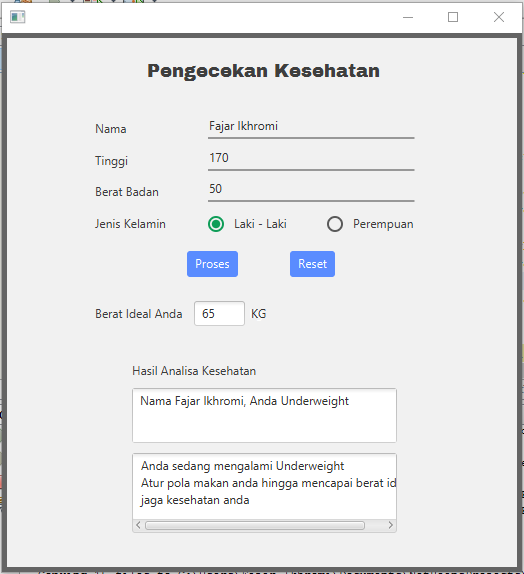 Pengecekan Kesehatan
Nama Fajar Ikhromi
Tinggi 170
Berat Badan 50
Jenis Kelamin Laki - Laki Perempuan
Proses Reset
Berat Ideal Anda 65 KG
Hasil Analisa Kesehatan
Nama Fajar Ikhromi, Anda Underweight
Anda sedang mengalami Underweight
Atur pola makan anda hingga mencapai berat id
jaga kesehatan anda